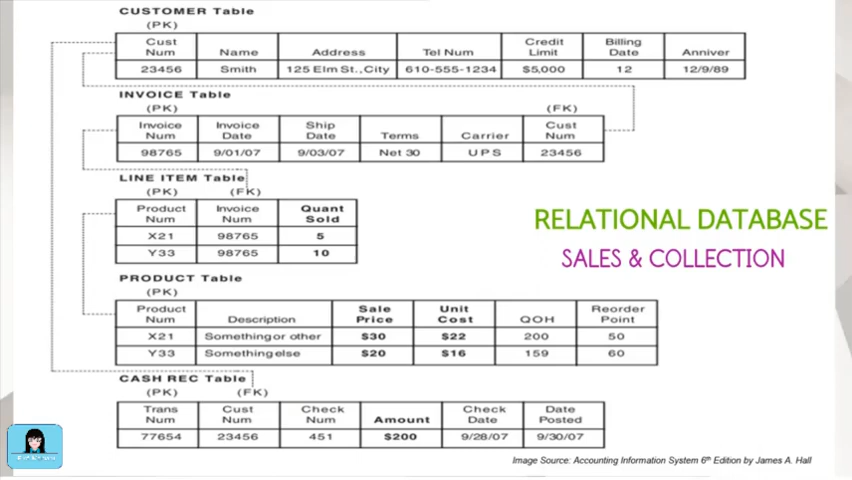 CUSTOMER Table
(PK)
Cust Num Name Address Tel Num Credit Limit Billing Date Anniver
23456 Smith 125 Elm St., City 610-555-1234 $5,000 12 12/9/89
INVOICE Table
(PK) (FK)
Invoice Num Invoice Date Ship Date Terms Carrier Cust Num
98765 9/01/07 9/03/07 Net 30 UPS 23456
LINE ITEM Table
(PK) (FK)
Product Num Invoice Num Quant Sold
X21 98765 5
Y33 98765 10
RELATIONAL DATABASE
SALES & COLLECTION
PRODUCT Table
(PK)
Product Num Description Sale Price Unit Cost QOH Reorder Point
X21 Something or other $30 $22 200 50
Y33 Something else $20 $16 159 60
CASH REC Table
(PK) (FK)
Trans Num Cust Num Check Num Amount Check Date Date Posted
77654 23456 451 $200 9/28/07 9/30/07
Image Source: Accounting Information System 6th Edition by James A. Hall